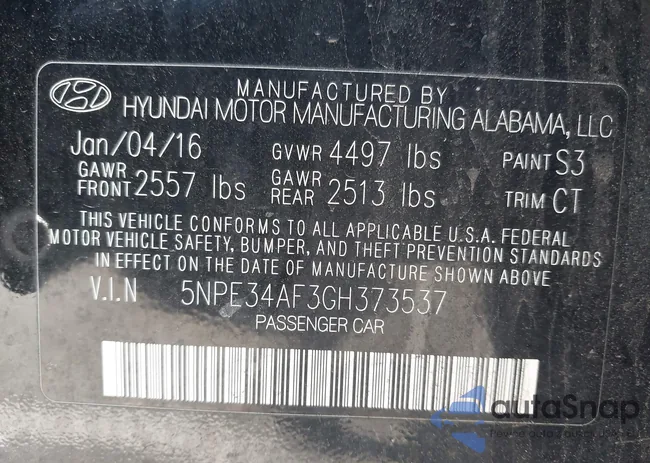 MANUFACTURED BY
HYUNDAI MOTOR MANUFACTURING ALABAMA, LLC
Jan/04/16 GVWR 4497 lbs PAINT S3
GAWR FRONT 2557 lbs GAWR REAR 2513 lbs TRIM CT
THIS VEHICLE CONFORMS TO ALL APPLICABLE U.S.A. FEDERAL
MOTOR VEHICLE SAFETY, BUMPER, AND THEFT PREVENTION STANDARDS
IN EFFECT ON THE DATE OF MANUFACTURE SHOWN ABOVE
V.I.N 5NPE34AF3GH373537
PASSENGER CAR
autoSnap